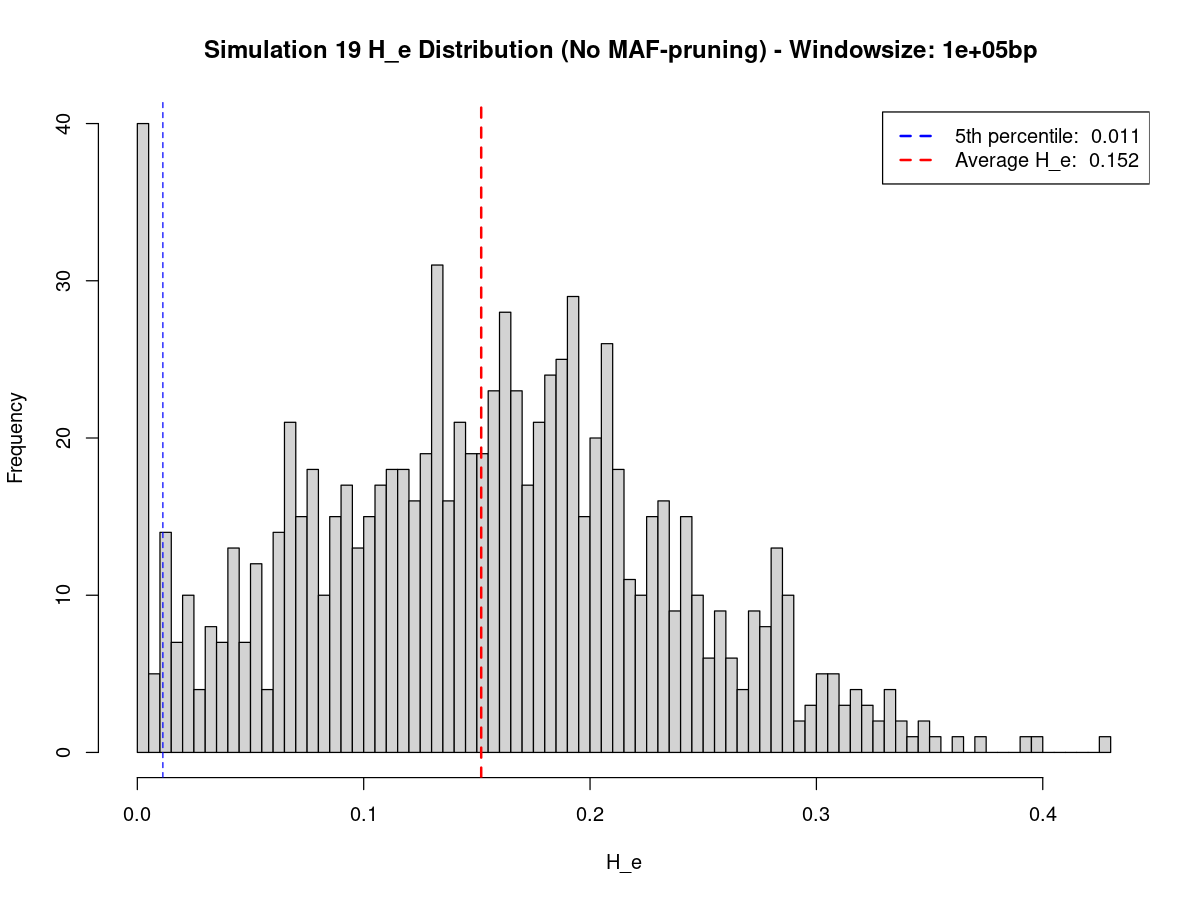 Simulation 19 H_e Distribution (No MAF-pruning) - Windowsize: 1e+05bp
5th percentile:  0.011
Average H_e:  0.152
Frequency
40
30
20
10
0
0.0
0.1
0.2
0.3
0.4
H_e